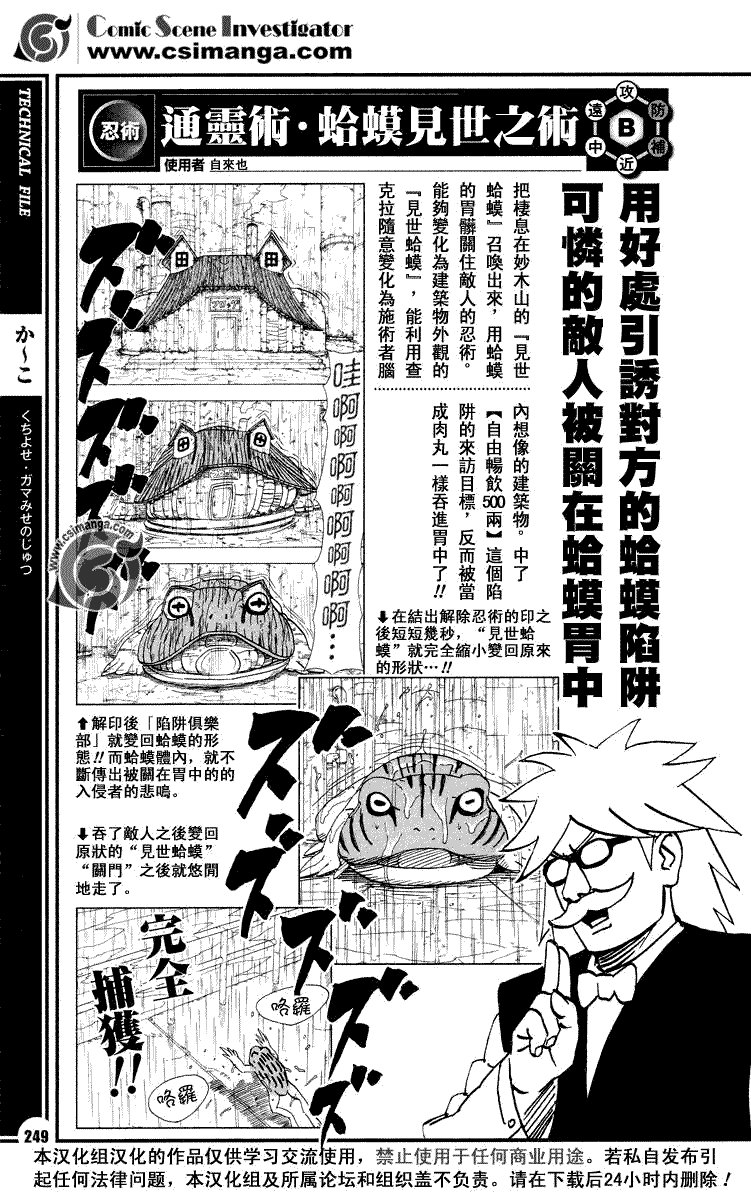 Comic Scene Investigator
www.csimanga.com
TECHNICAL FILE
か～こ
くちよせ・ガマみせのじゅつ
忍術
通靈術・蛤蟆見世之術
使用者 自來也
攻
防
補
近
中
遠
B
用好處引誘對方的蛤蟆陷阱
可憐的敵人被關在蛤蟆胃中
把棲息在妙木山的『見世
蛤蟆』召喚出來，用蛤蟆
的胃髒關住敵人的忍術。
能夠變化為建築物外觀的
『見世蛤蟆』，能利用查
克拉隨意變化為施術者腦
內想像的建築物。中了
【自由暢飲500兩】這個陷
阱的來訪目標，反而被當
成肉丸一樣吞進胃中了!!
哇啊啊啊啊啊啊啊啊…
ズズズ
⬇在結出解除忍術的印之
後短短幾秒，“見世蛤
蟆”就完全縮小變回原來
的形狀…!!
www.csimanga.com
⬆解印後「陷阱俱樂
部」就變回蛤蟆的形
態!!而蛤蟆體內，就不
斷傳出被關在胃中的的
入侵者的悲鳴。
ズズズズ
⬇吞了敵人之後變回
原狀的“見世蛤蟆”
“關門”之後就悠閒
地走了。
完全
捕獲!!
咯羅
咯羅
249
本汉化组汉化的作品仅供学习交流使用，禁止使用于任何商业用途。若私自发布引
起任何法律问题，本汉化组及所属论坛和组织盖不负责。请在下载后24小时内删除！